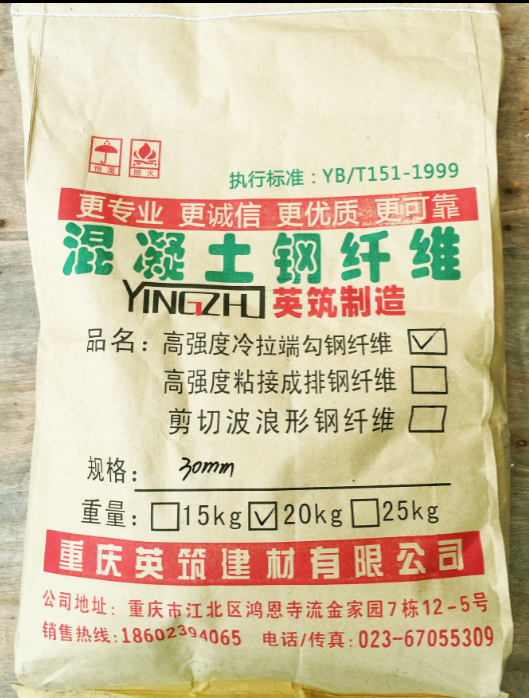 怕湿 防火
执行标准：YB/T151-1999
更专业 更诚信 更优质 更可靠
混凝土钢纤维
YINGZHU 英筑制造
品名：高强度冷拉端勾钢纤维 ☑
高强度粘接成排钢纤维 □
剪切波浪形钢纤维 □
规格： 30mm
重量：□15kg ☑20kg □25kg
重庆英筑建材有限公司
公司地址：重庆市江北区鸿恩寺流金家园7栋12-5号
销售热线:18602394065 电话/传真:023-67055309